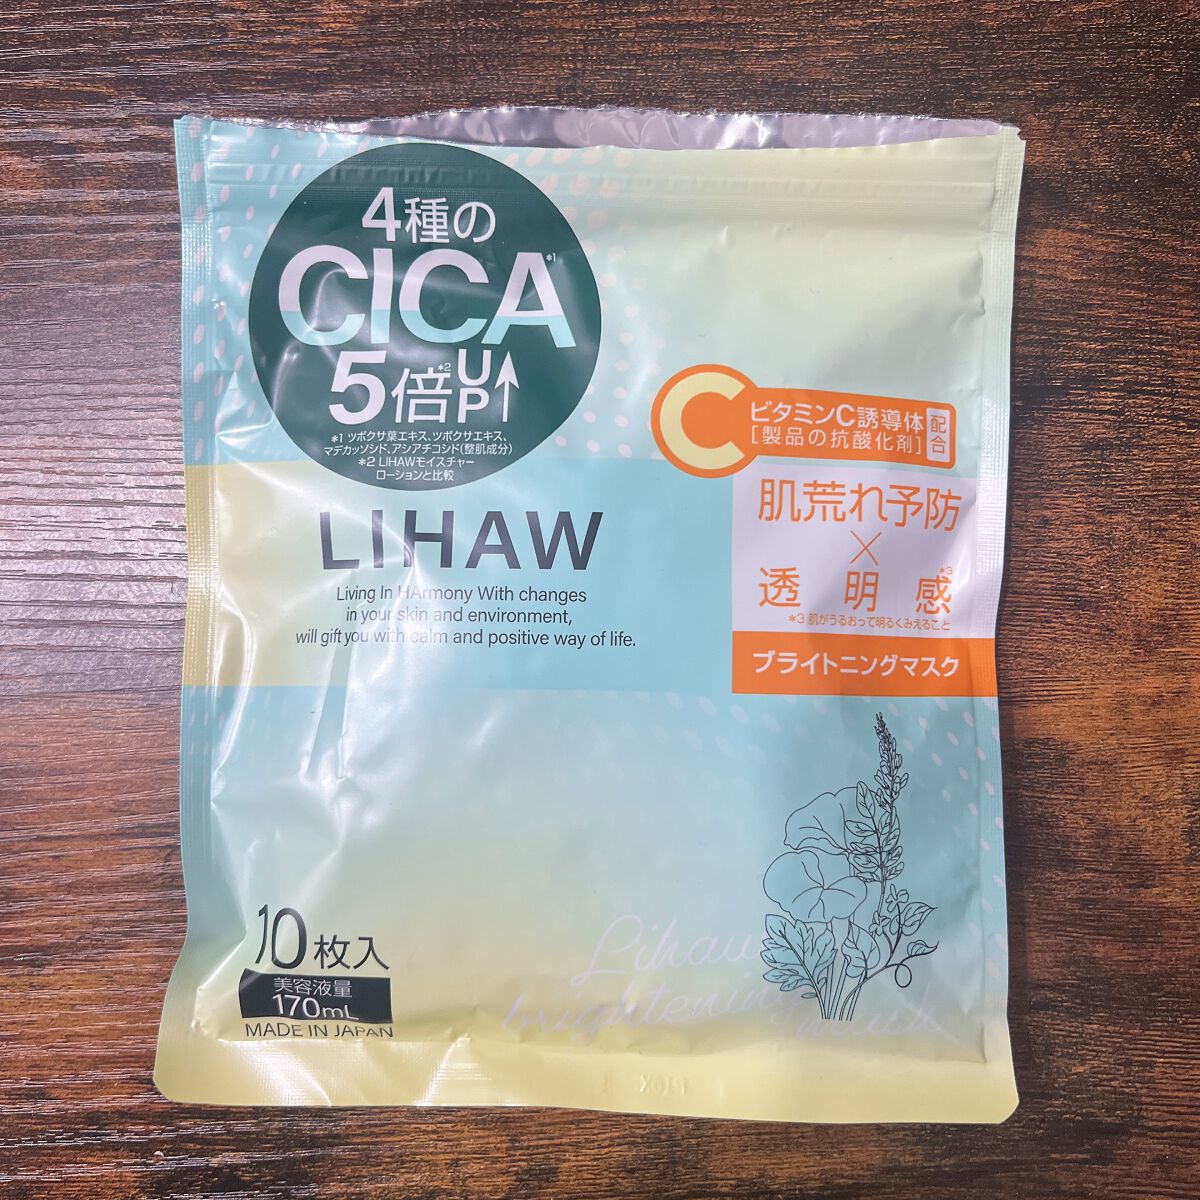 4種の
CICA*1
5倍*2UP↑
*1 ツボクサ葉エキス、ツボクサエキス、
マデカッソシド、アシアチコシド(整肌成分)
*2 LIHAWモイスチャー
ローションと比較
C
ビタミンC誘導体
[製品の抗酸化剤]
配合
肌荒れ予防
×
透明感*3
*3 肌がうるおって明るくみえること
ブライトニングマスク
LIHAW
Living In HArmony With changes
in your skin and environment,
will gift you with calm and positive way of life.
10枚入
美容液量
170mL
MADE IN JAPAN
Lihaw
brightening mask